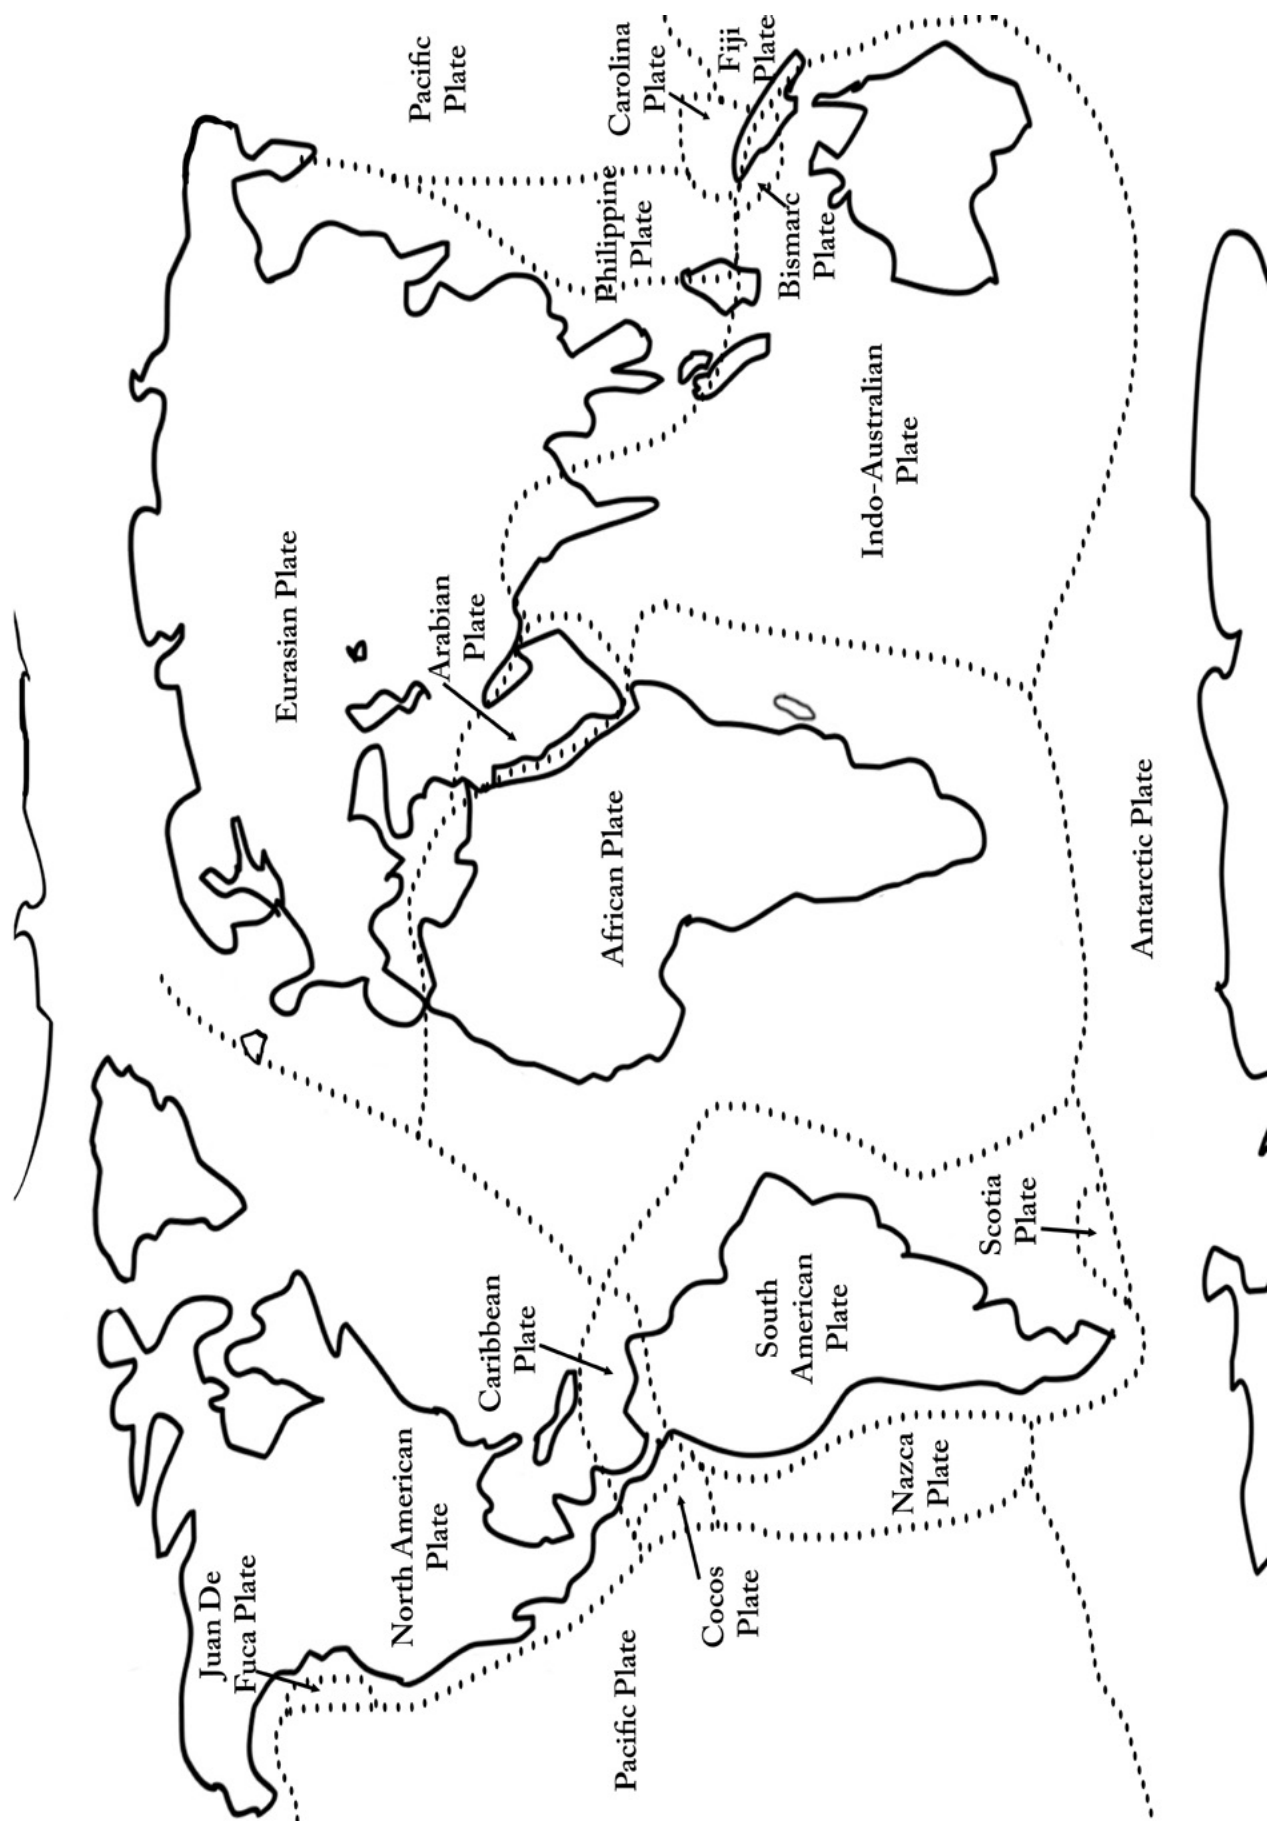 Juan De
Fuca Plate
North American
Plate
Pacific Plate
Cocos
Plate
Caribbean
Plate
Nazca
Plate
South
American
Plate
Scotia
Plate
African Plate
Antarctic Plate
Eurasian Plate
Arabian
Plate
Indo-Australian
Plate
Philippine
Plate
Bismarc
Plate
Pacific
Plate
Carolina
Plate
Fiji
Plate